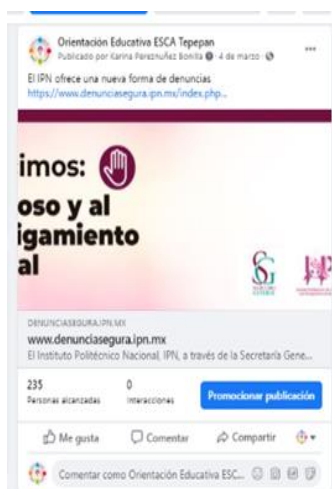 Orientación Educativa ESCA Tepepan
Publicado por Karina Pereznuñez Bonita · 4 de marzo ·
El IPN ofrece una nueva forma de denuncias
https://www.denunciasegura.ipn.mx/index.php...
imos:
oso y al
igamiento
al
SG
DENUNCIASEGURA.IPN.MX
www.denunciasegura.ipn.mx
El Instituto Politécnico Nacional, IPN, a través de la Secretaría Gene...
235
Personas alcanzadas
0
Interacciones
Promocionar publicación
Me gusta
Comentar
Compartir
Comentar como Orientación Educativa ESC...